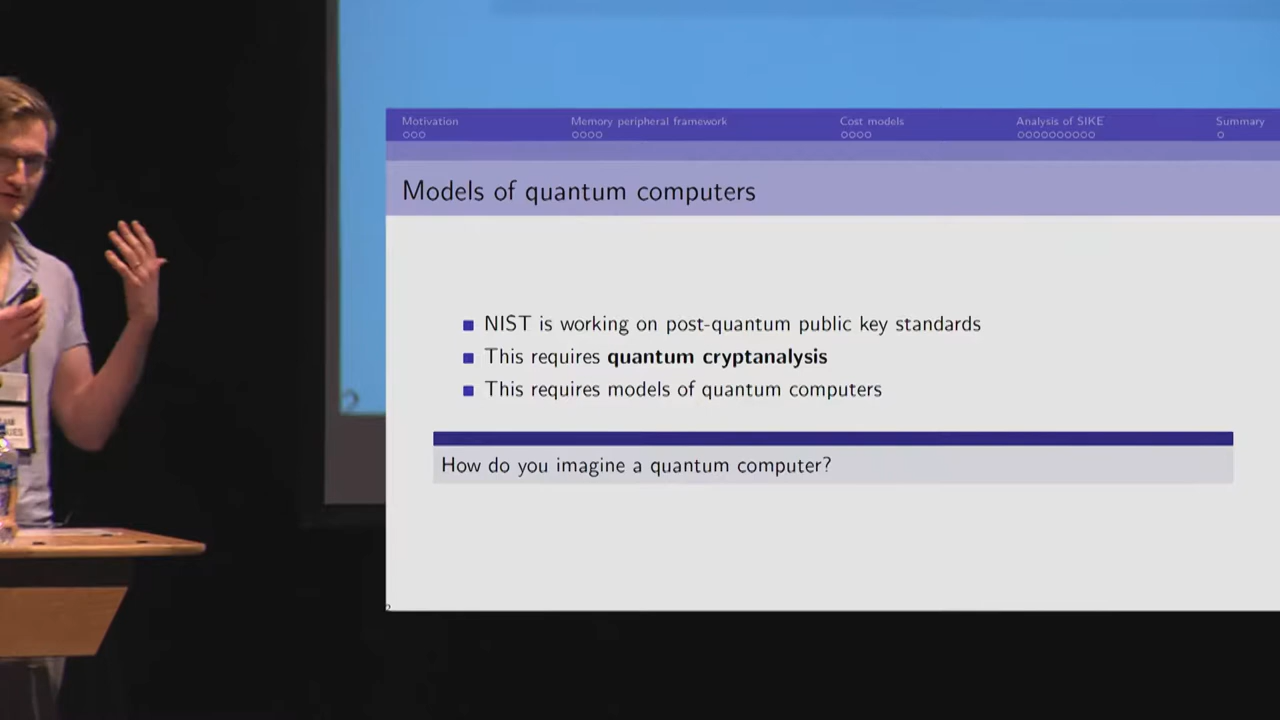 Motivation Memory peripheral framework Cost models Analysis of SIKE Summary
Models of quantum computers
NIST is working on post-quantum public key standards
This requires quantum cryptanalysis
This requires models of quantum computers
How do you imagine a quantum computer?